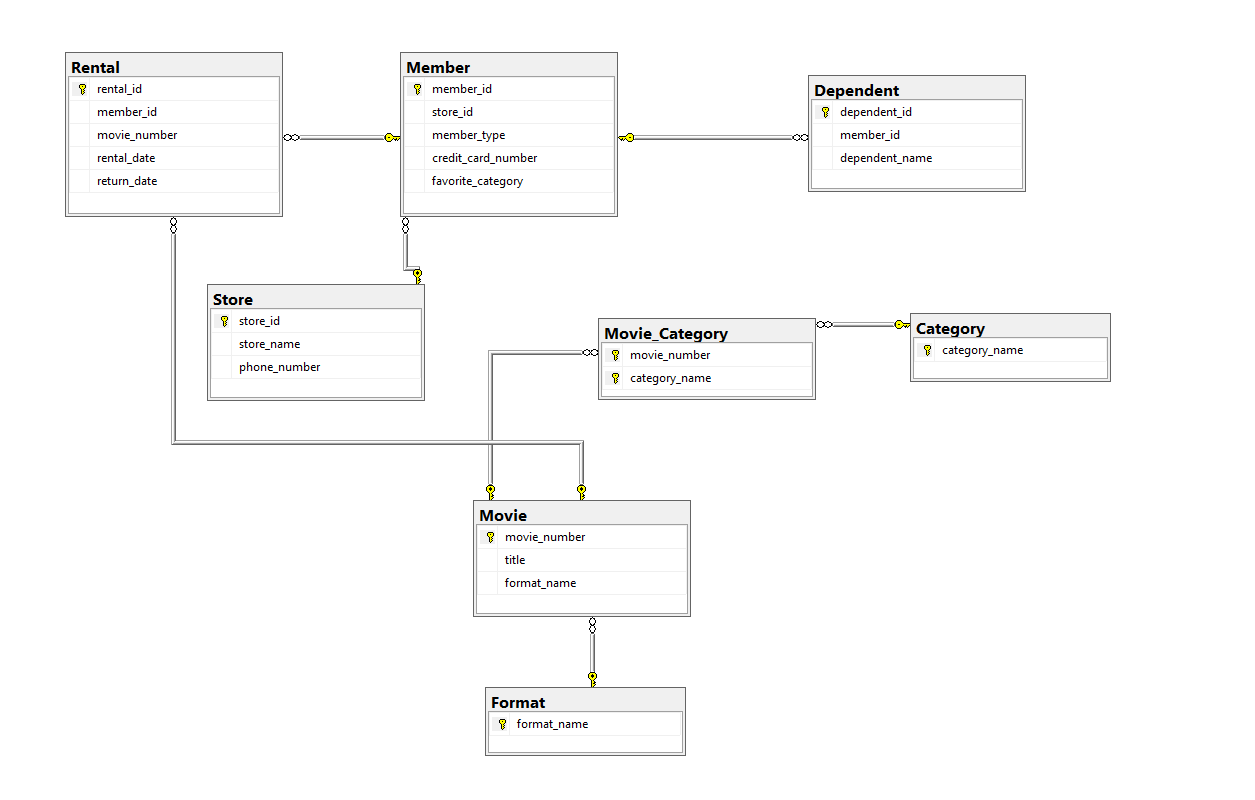 Rental
rental_id
member_id
movie_number
rental_date
return_date
Member
member_id
store_id
member_type
credit_card_number
favorite_category
Dependent
dependent_id
member_id
dependent_name
Store
store_id
store_name
phone_number
Movie_Category
movie_number
category_name
Category
category_name
Movie
movie_number
title
format_name
Format
format_name